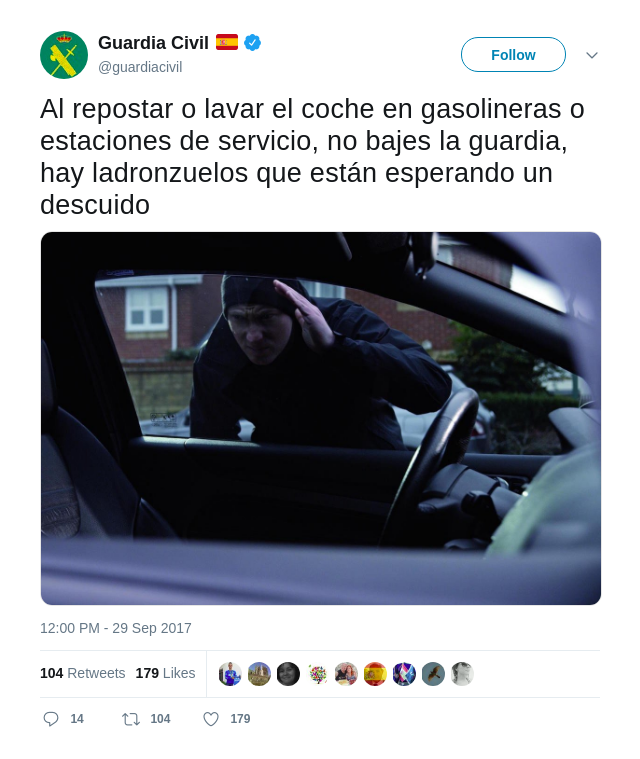 Guardia Civil
@guardiacivil
Follow
Al repostar o lavar el coche en gasolineras o
estaciones de servicio, no bajes la guardia,
hay ladronzuelos que están esperando un
descuido
12:00 PM - 29 Sep 2017
104 Retweets 179 Likes
14 104 179